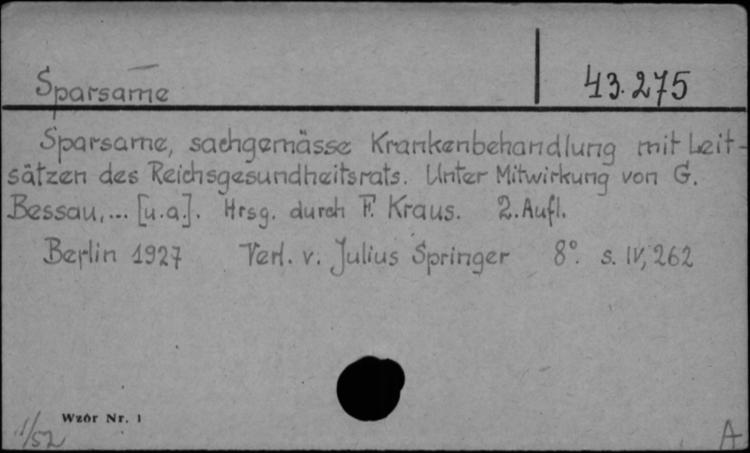 Sparsame 43.275
Sparsame, sachgemässe Krankenbehandlung mit Leit-
sätzen des Reichsgesundheitsrats. Unter Mitwirkung von G.
Bessau,... [u.a.]. Hrsg. durch F. Kraus. 2. Aufl.
Berlin 1927 Verl. v. Julius Springer 8°. s. IV, 262
Wzór Nr. 1
1/52 A